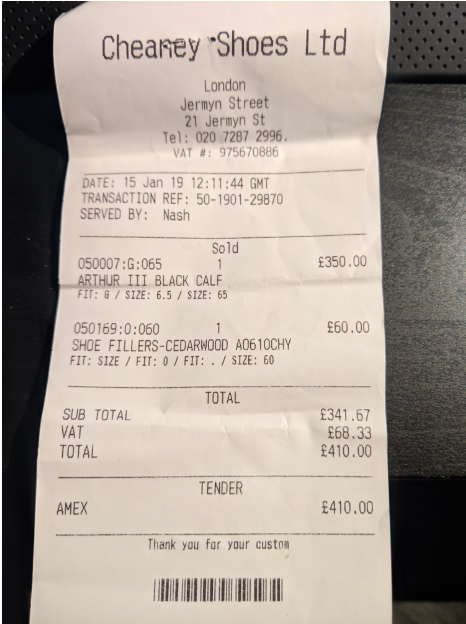 Cheaney Shoes Ltd
London
Jermyn Street
21 Jermyn St
Tel: 020 7287 2996.
VAT #: 975670886
DATE: 15 Jan 19 12:11:44 GMT
TRANSACTION REF: 50-1901-29870
SERVED BY: Nash
Sold
050007:G:065 1 £350.00
ARTHUR III BLACK CALF
FIT: G / SIZE: 6.5 / SIZE: 65
050169:0:060 1 £60.00
SHOE FILLERS-CEDARWOOD A0610CHY
FIT: SIZE / FIT: 0 / FIT: . / SIZE: 60
TOTAL
SUB TOTAL £341.67
VAT £68.33
TOTAL £410.00
TENDER
AMEX £410.00
Thank you for your custom